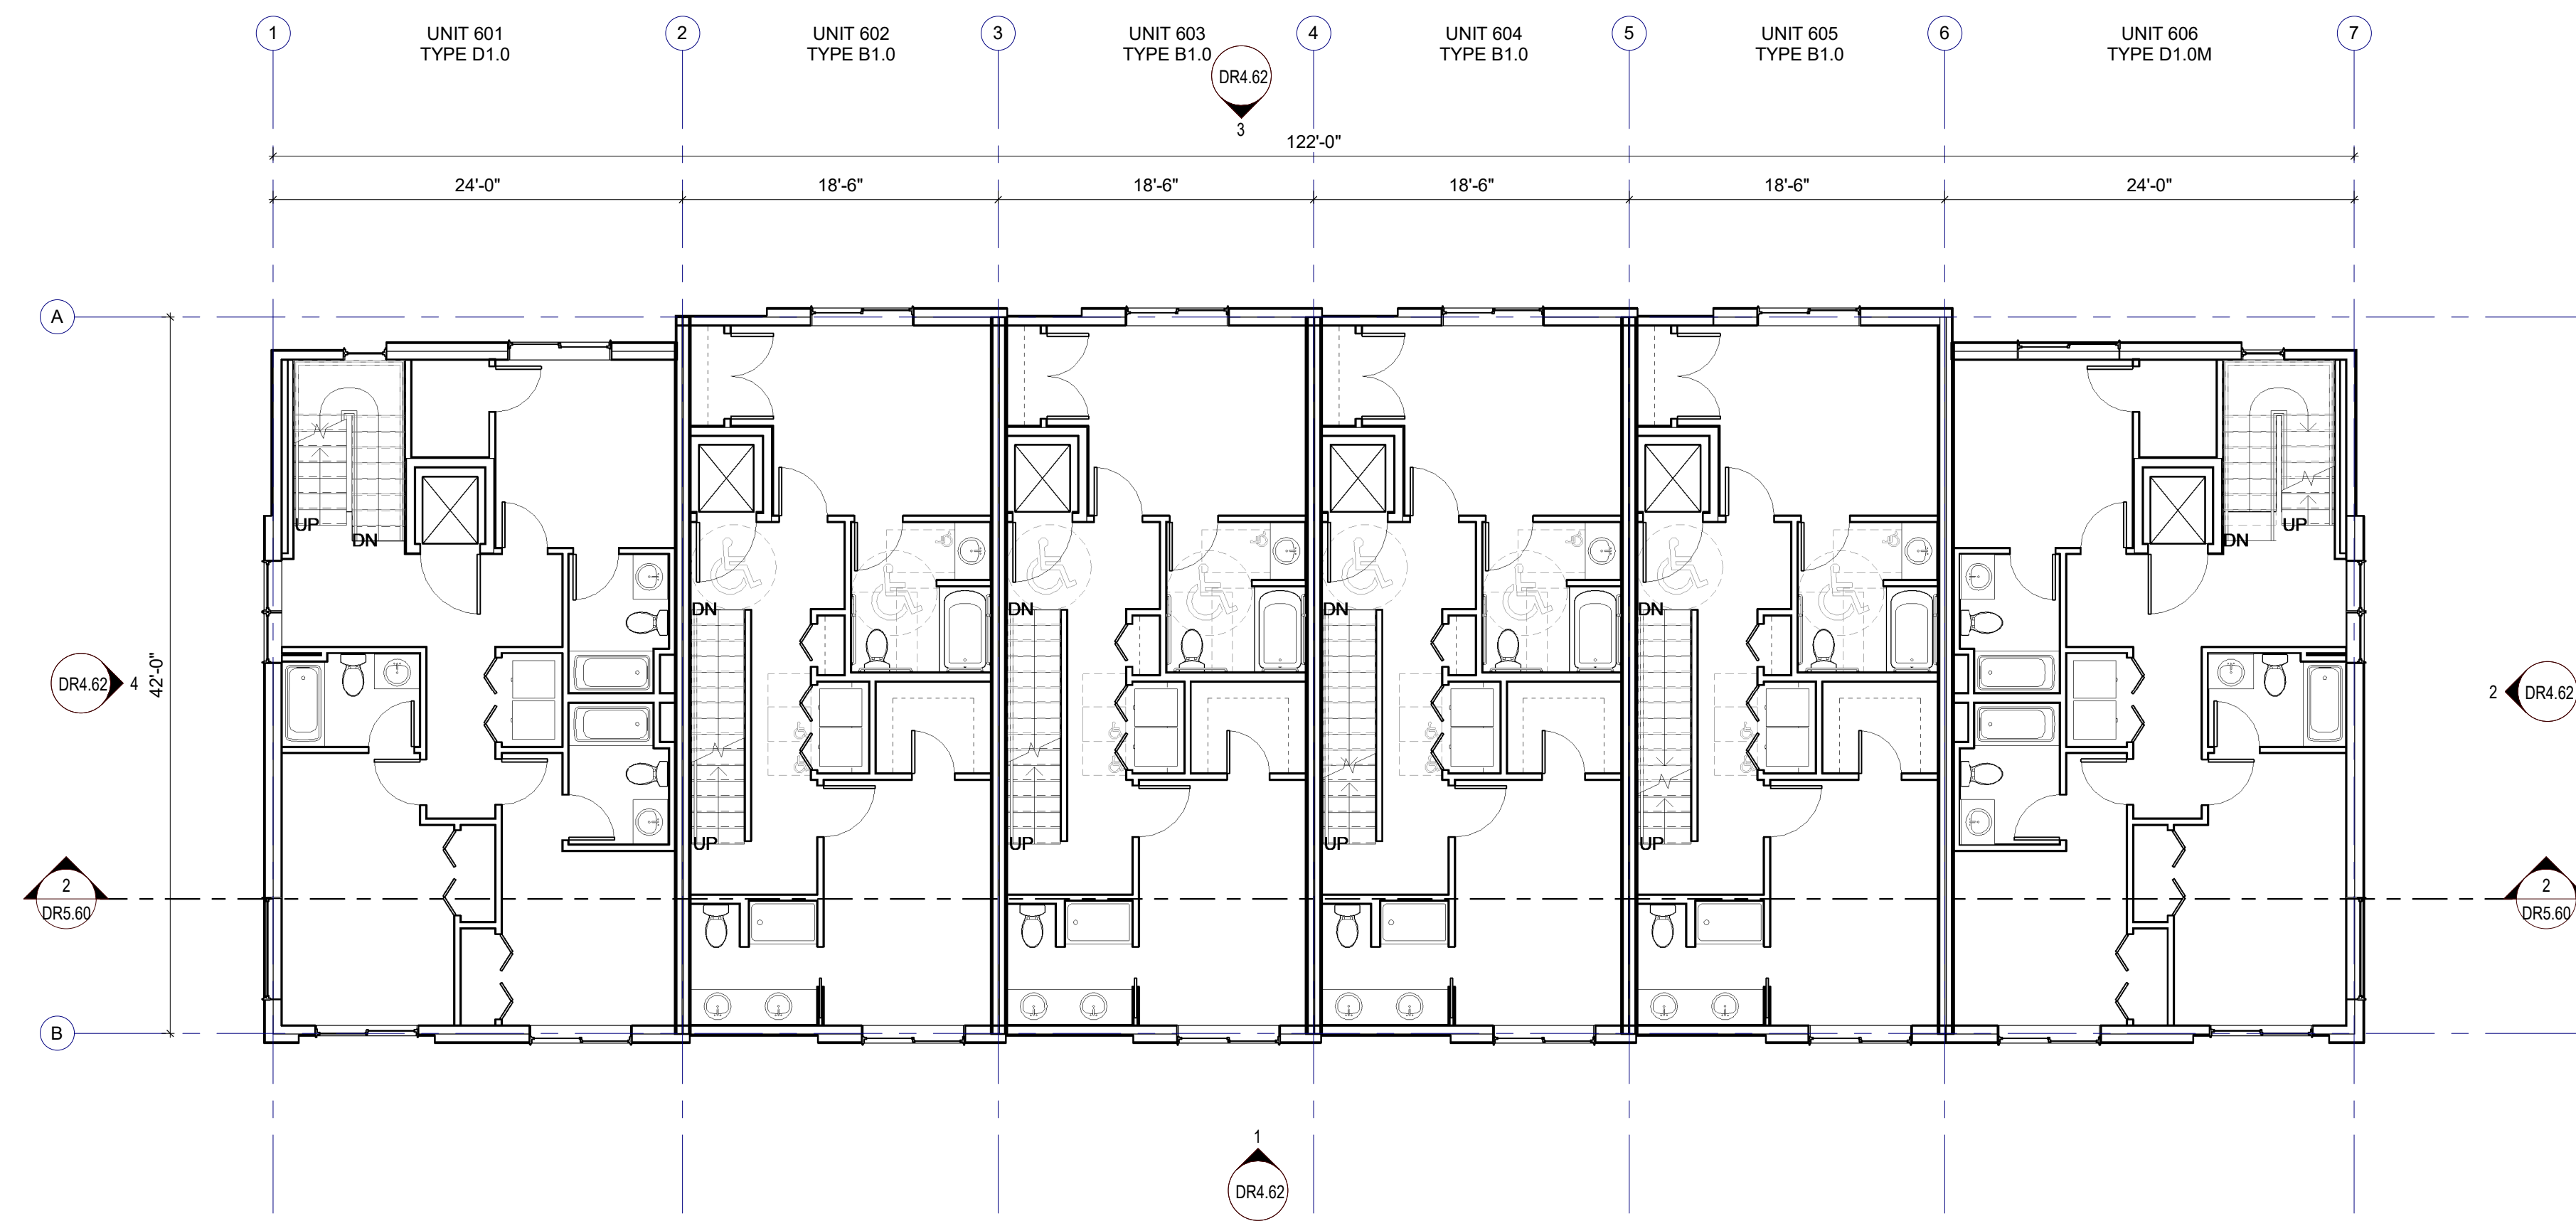 1
UNIT 601
TYPE D1.0
2
UNIT 602
TYPE B1.0
3
UNIT 603
TYPE B1.0
4
UNIT 604
TYPE B1.0
5
UNIT 605
TYPE B1.0
6
UNIT 606
TYPE D1.0M
7
DR4.62
3
122'-0"
24'-0"
18'-6"
18'-6"
18'-6"
18'-6"
24'-0"
A
UP
DN
UP
DN
DN
DN
DN
DN
42'-0"
DR4.62
4
2
DR4.62
UP
UP
UP
UP
2
DR5.60
2
DR5.60
B
1
DR4.62